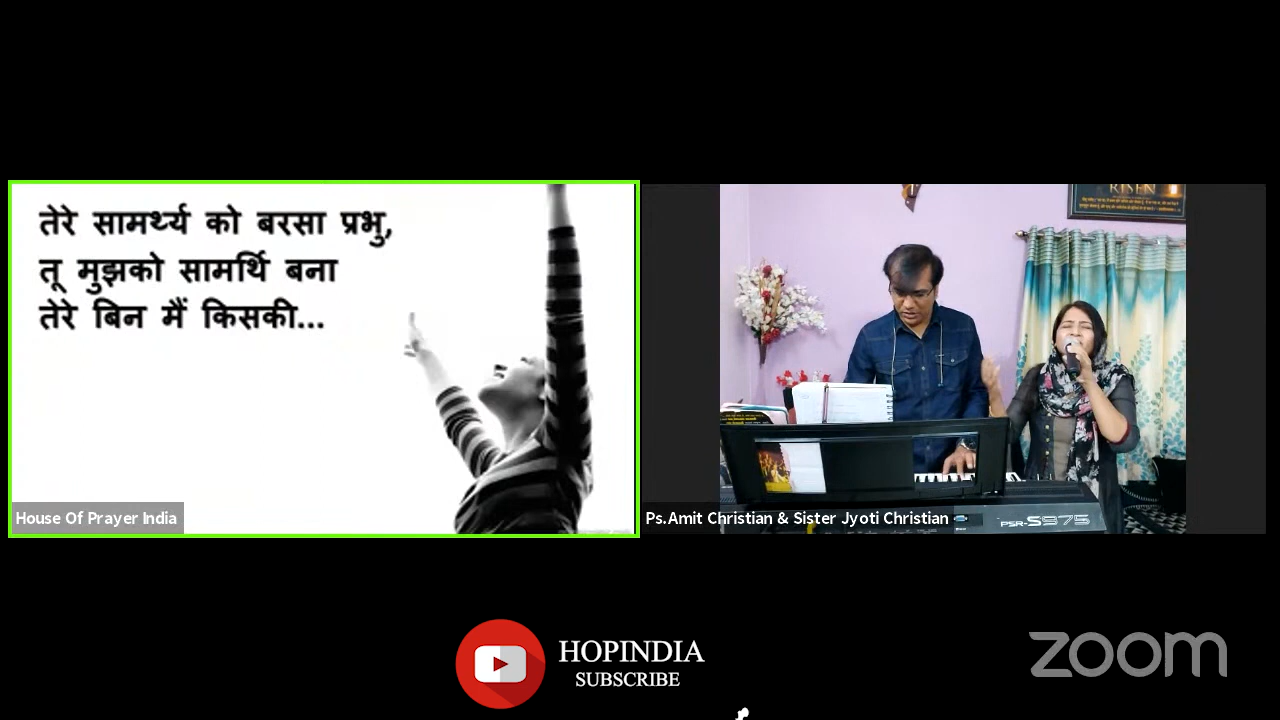 तेरे सामर्थ्य को बरसा प्रभु,
तू मुझको सामर्थि बना
तेरे बिन मैं किसकी...
House Of Prayer India
RISEN
Ps.Amit Christian & Sister Jyoti Christian
PSR-S975
HOPINDIA
SUBSCRIBE
zoom